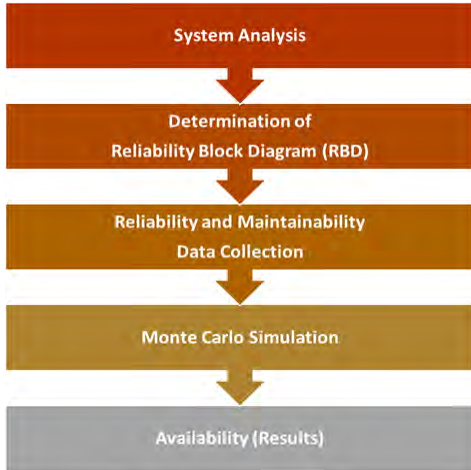 System Analysis
Determination of
Reliability Block Diagram (RBD)
Reliability and Maintainability
Data Collection
Monte Carlo Simulation
Availability (Results)